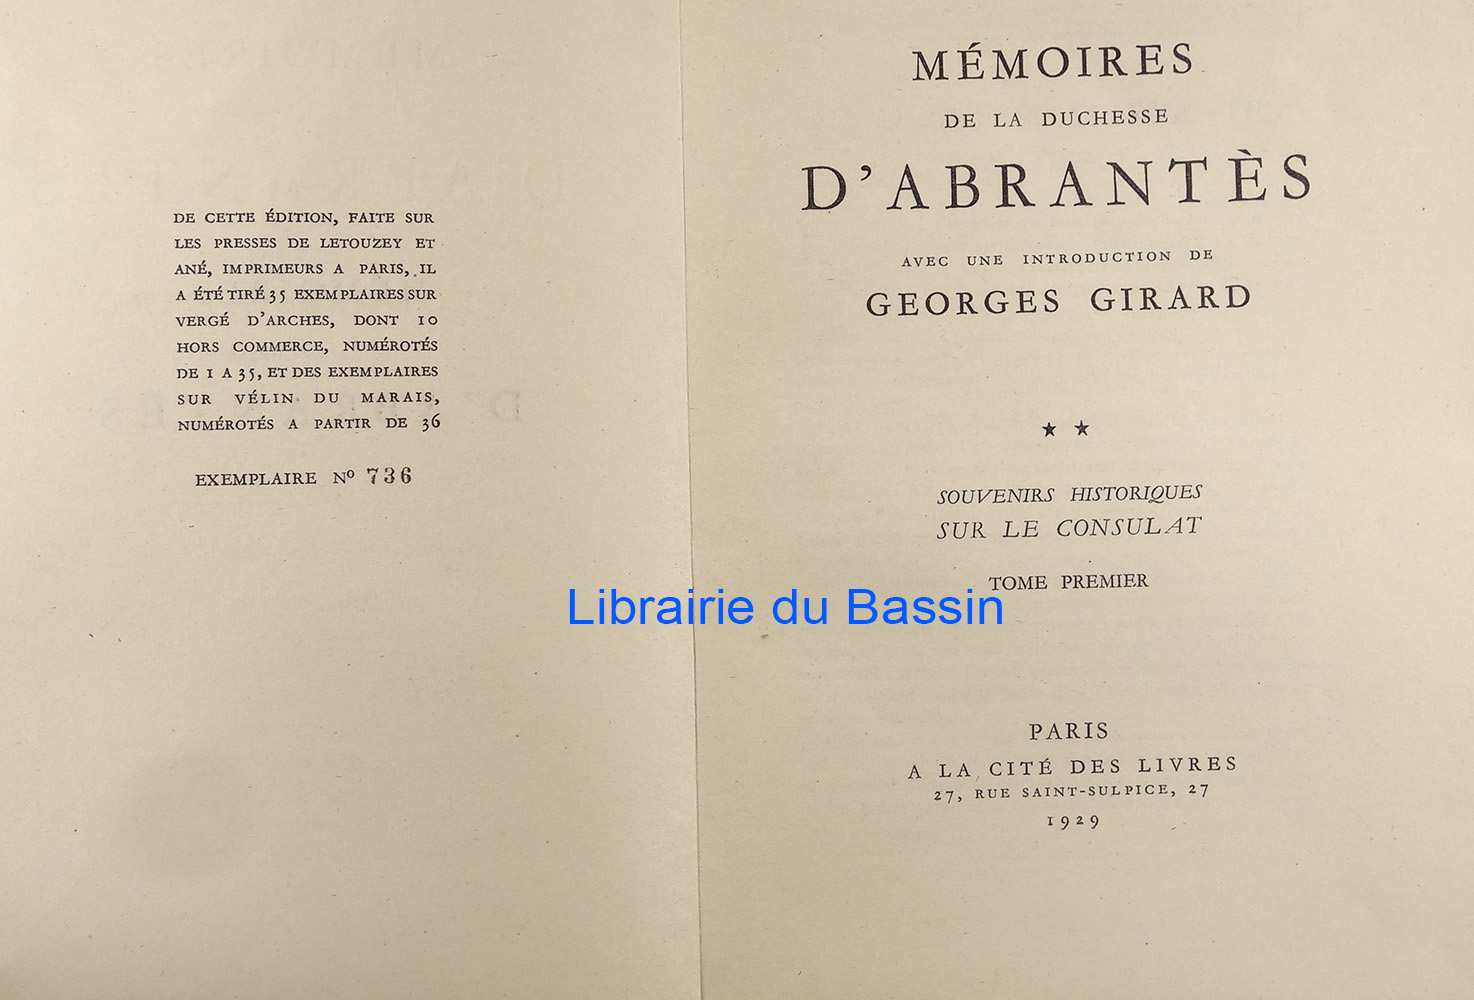 DE CETTE ÉDITION, FAITE SUR
LES PRESSES DE LETOUZEY ET
ANÉ, IMPRIMEURS A PARIS, IL
A ÉTÉ TIRÉ 35 EXEMPLAIRES SUR
VERGÉ D'ARCHES, DONT 10
HORS COMMERCE, NUMÉROTÉS
DE 1 A 35, ET DES EXEMPLAIRES
SUR VÉLIN DU MARAIS,
NUMÉROTÉS A PARTIR DE 36
EXEMPLAIRE Nº 736
MÉMOIRES
DE LA DUCHESSE
D'ABRANTÈS
AVEC UNE INTRODUCTION DE
GEORGES GIRARD
★ ★
SOUVENIRS HISTORIQUES
SUR LE CONSULAT
TOME PREMIER
Librairie du Bassin
PARIS
A LA CITÉ DES LIVRES
27, RUE SAINT-SULPICE, 27
1929